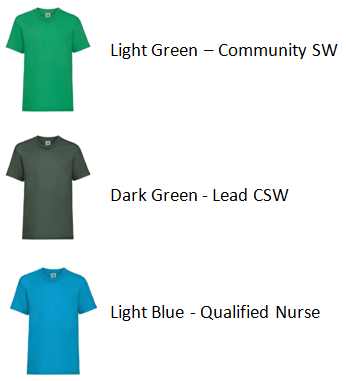 Light Green – Community SW
Dark Green - Lead CSW
Light Blue - Qualified Nurse